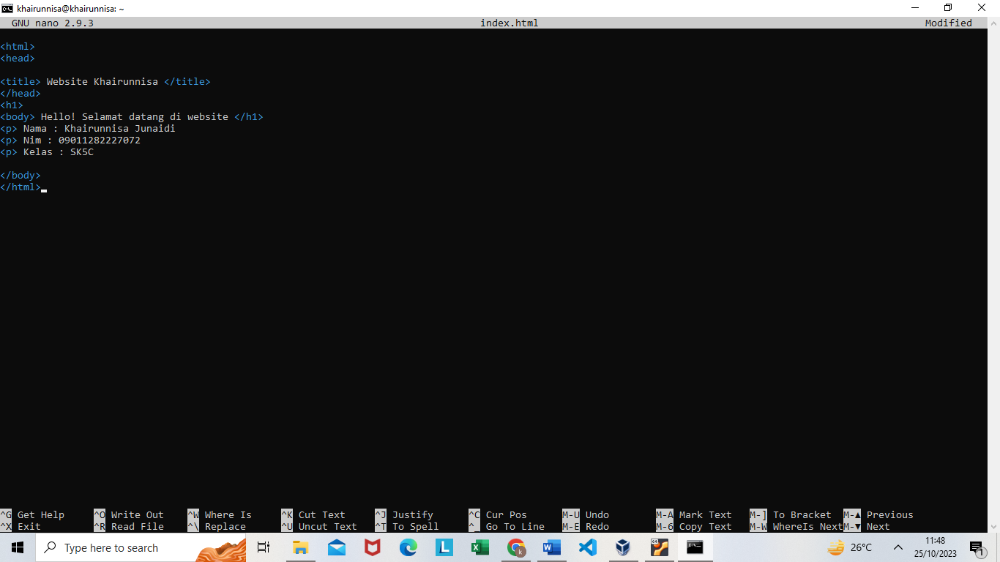 khairunnisa@khairunnisa: ~
GNU nano 2.9.3 index.html Modified
<html>
<head>
<title> Website Khairunnisa </title>
</head>
<h1>
<body> Hello! Selamat datang di website </h1>
<p> Nama : Khairunnisa Junaidi
<p> Nim : 09011282227072
<p> Kelas : SK5C
</body>
</html>
^G Get Help ^O Write Out ^W Where Is ^K Cut Text ^J Justify ^C Cur Pos M-U Undo M-A Mark Text M-] To Bracket M-▲ Previous
^X Exit ^R Read File ^\ Replace ^U Uncut Text ^T To Spell ^_ Go To Line M-E Redo M-6 Copy Text M-W WhereIs Next M-▼ Next
Type here to search 26°C 11:48
25/10/2023 1